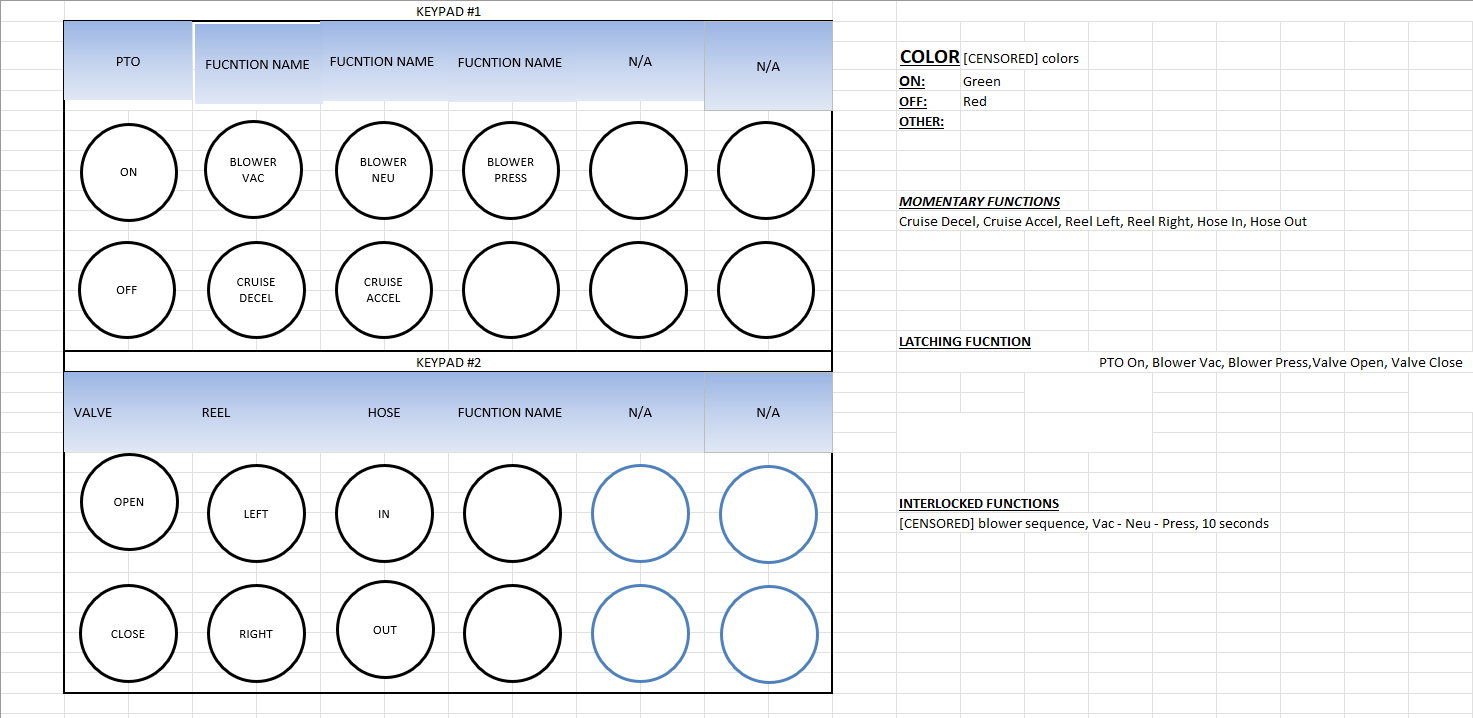 KEYPAD #1
PTO
FUCNTION NAME
FUCNTION NAME
FUCNTION NAME
N/A
N/A
ON
BLOWER
VAC
BLOWER
NEU
BLOWER
PRESS
OFF
CRUISE
DECEL
CRUISE
ACCEL
KEYPAD #2
VALVE
REEL
HOSE
FUCNTION NAME
N/A
N/A
OPEN
LEFT
IN
CLOSE
RIGHT
OUT
COLOR [CENSORED] colors
ON: Green
OFF: Red
OTHER:
MOMENTARY FUNCTIONS
Cruise Decel, Cruise Accel, Reel Left, Reel Right, Hose In, Hose Out
LATCHING FUCNTION
PTO On, Blower Vac, Blower Press,Valve Open, Valve Close
INTERLOCKED FUNCTIONS
[CENSORED] blower sequence, Vac - Neu - Press, 10 seconds